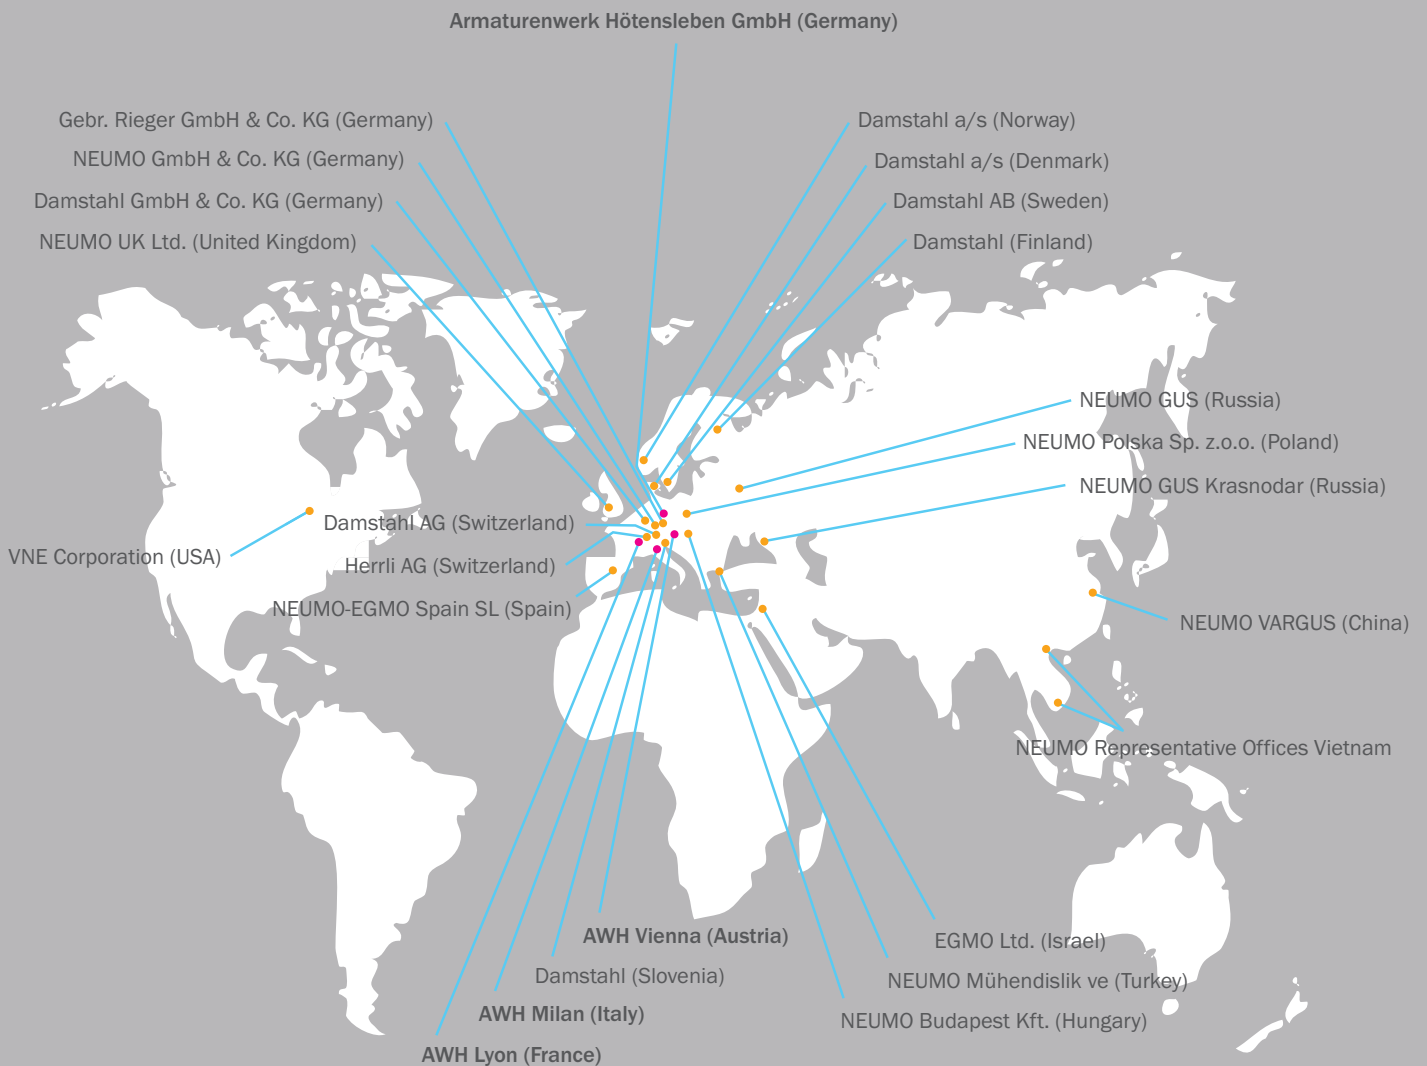 Armaturenwerk Hötensleben GmbH (Germany)
Gebr. Rieger GmbH & Co. KG (Germany)
NEUMO GmbH & Co. KG (Germany)
Damstahl GmbH & Co. KG (Germany)
NEUMO UK Ltd. (United Kingdom)
Damstahl a/s (Norway)
Damstahl a/s (Denmark)
Damstahl AB (Sweden)
Damstahl (Finland)
NEUMO GUS (Russia)
NEUMO Polska Sp. z.o.o. (Poland)
NEUMO GUS Krasnodar (Russia)
Damstahl AG (Switzerland)
VNE Corporation (USA)
Herrli AG (Switzerland)
NEUMO-EGMO Spain SL (Spain)
NEUMO VARGUS (China)
NEUMO Representative Offices Vietnam
AWH Vienna (Austria)
Damstahl (Slovenia)
AWH Milan (Italy)
AWH Lyon (France)
EGMO Ltd. (Israel)
NEUMO Mühendislik ve (Turkey)
NEUMO Budapest Kft. (Hungary)